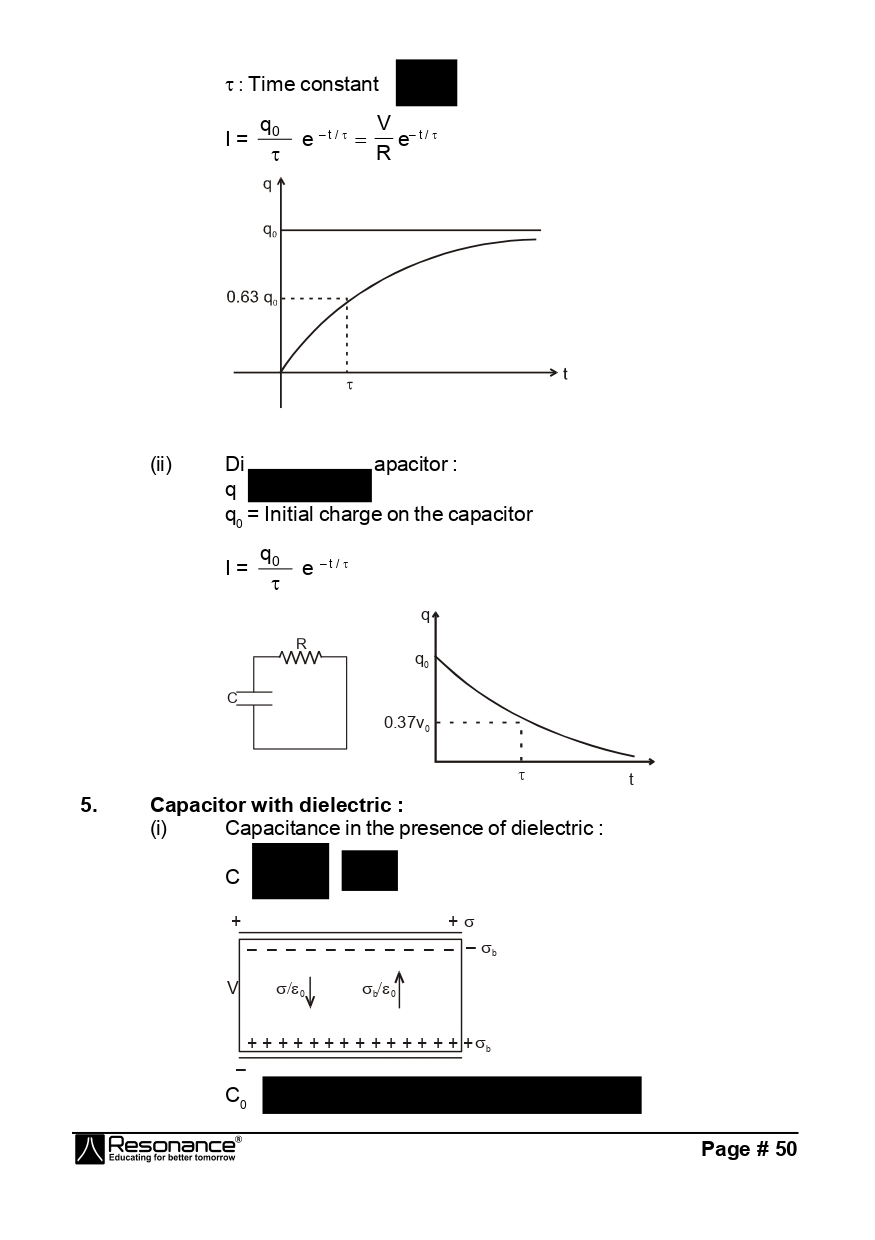 τ : Time constant
I = q₀/τ e – t / τ = V/R e– t / τ
q
q₀
0.63 q₀
τ
t
(ii) Di apacitor :
q
q₀ = Initial charge on the capacitor
I = q₀/τ e – t / τ
R
C
q
q₀
0.37v₀
τ
t
5. Capacitor with dielectric :
(i) Capacitance in the presence of dielectric :
C
+ + σ
– – – – – – – – – – – – – – σb
V σ/ε₀ σb/ε₀
+ + + + + + + + + + + + + + + σb
–
C₀
Resonance®
Educating for better tomorrow
Page # 50